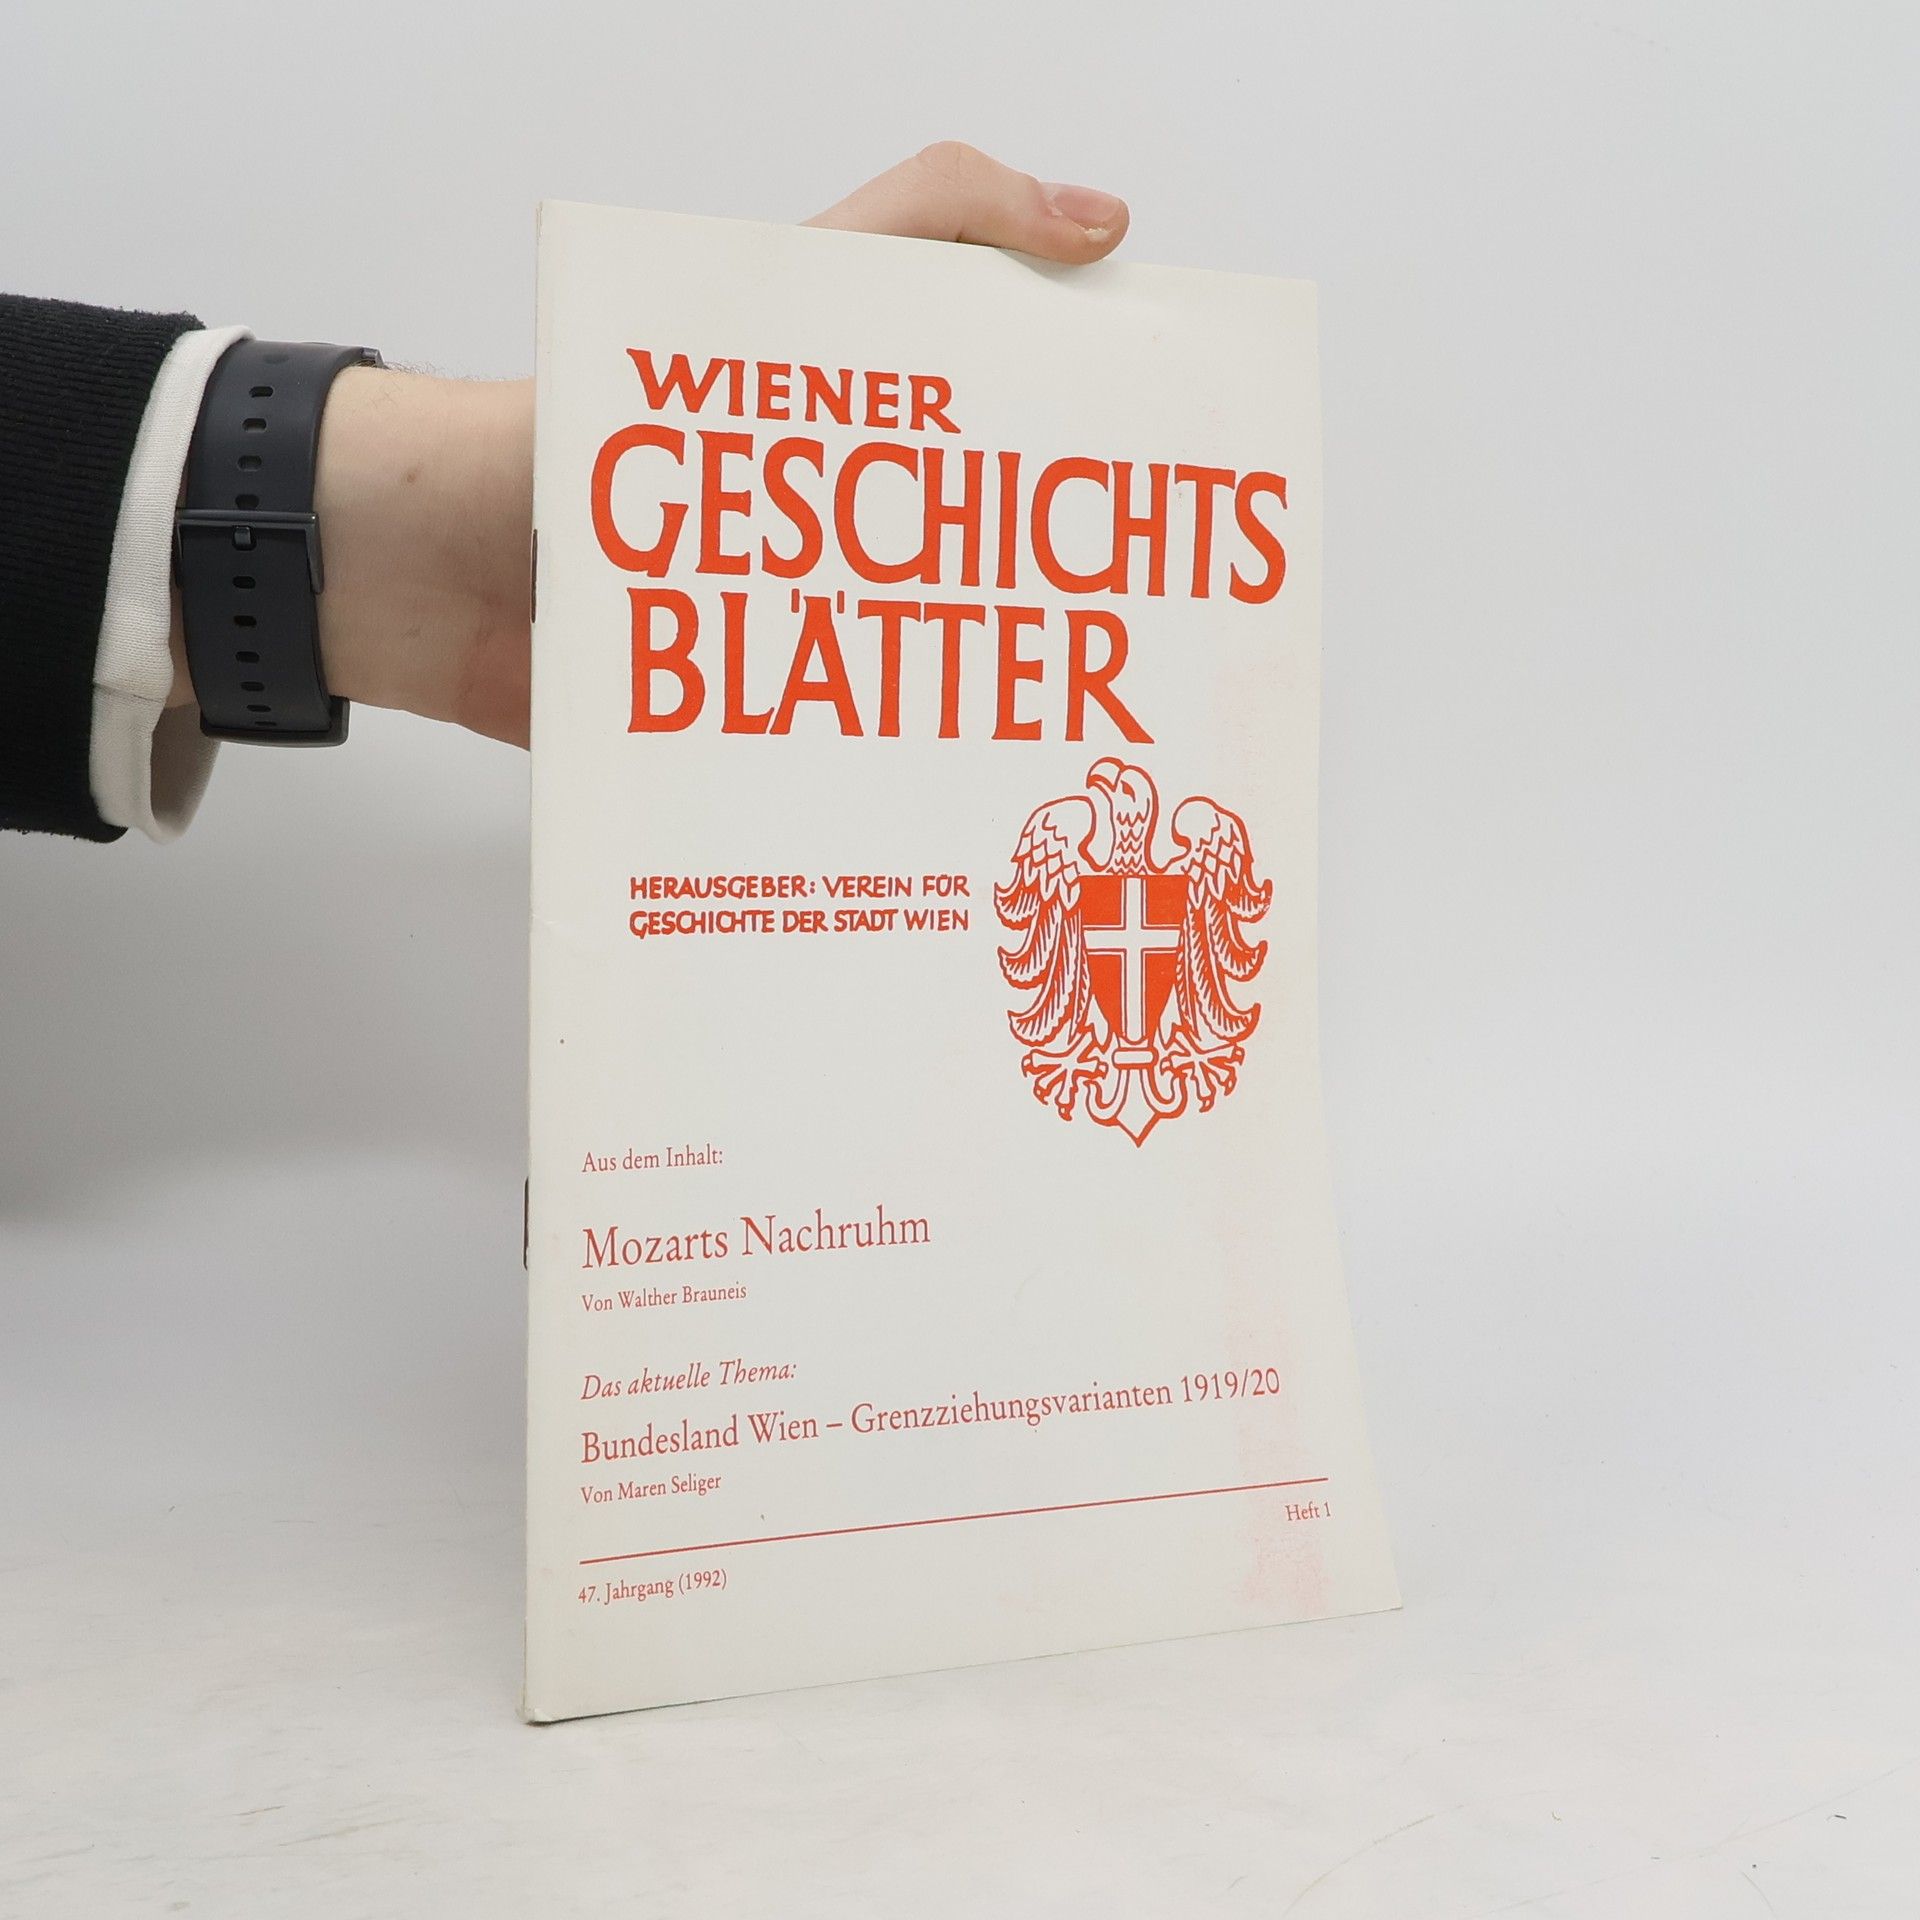 WIENER
GESCHICHTS
BLÄTTER
HERAUSGEBER: VEREIN FÜR
GESCHICHTE DER STADT WIEN
Aus dem Inhalt:
Mozarts Nachruhm
Von Walther Brauneis
Das aktuelle Thema:
Bundesland Wien – Grenzziehungsvarianten 1919/20
Von Maren Seliger
47. Jahrgang (1992) Heft 1